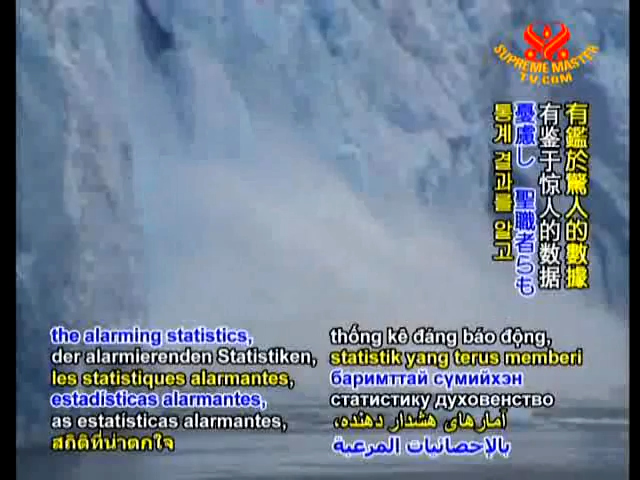 SUPREME MASTER
TV.COM
有鑑於驚人的數據
有鉴于惊人的数据
憂慮し 聖職者らも
통계 결과를 알고
the alarming statistics,
der alarmierenden Statistiken,
les statistiques alarmantes,
estadísticas alarmantes,
as estatísticas alarmantes,
สถิติที่น่าตกใจ
thống kê đáng báo động,
statistik yang terus memberi
баримттай сүмийхэн
статистику духовенство
آمارهای هشدار دهنده،
بالإحصائيات المرعبة